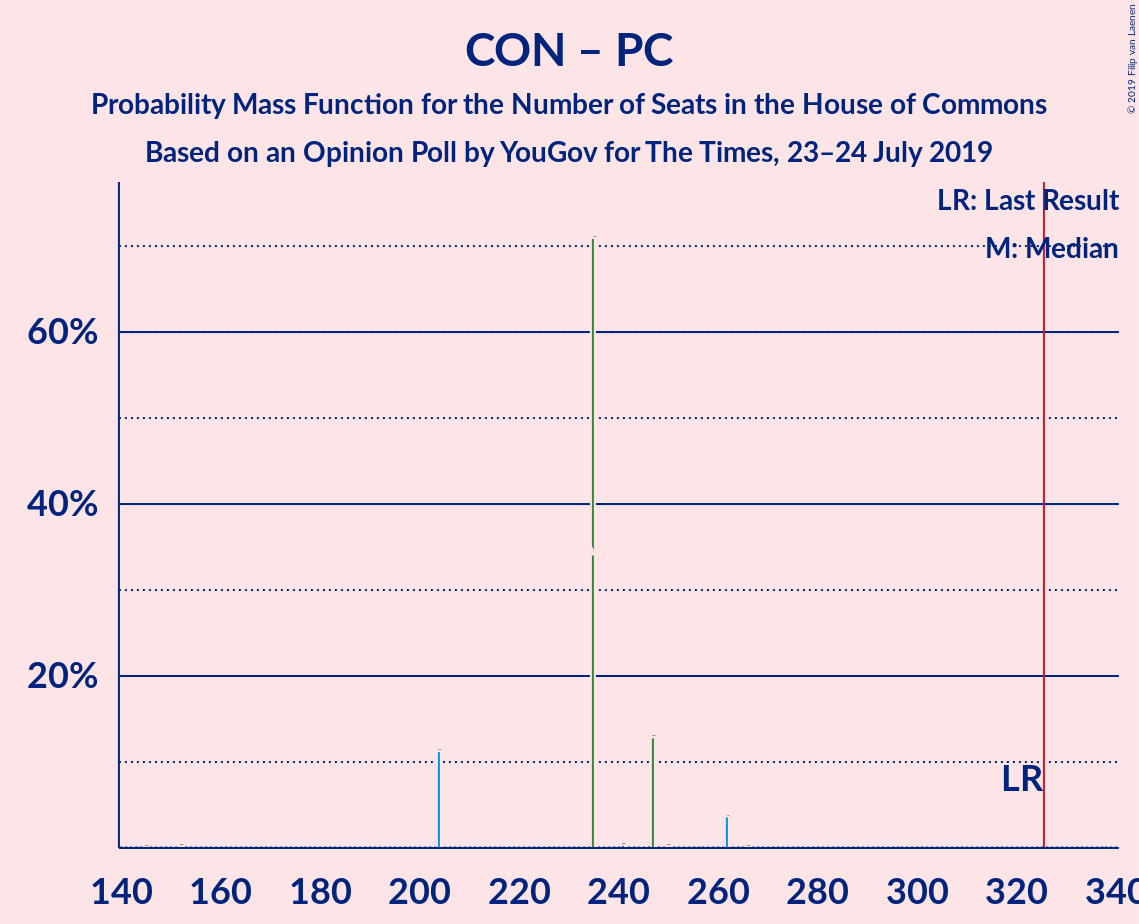 CON – PC
Probability Mass Function for the Number of Seats in the House of Commons
Based on an Opinion Poll by YouGov for The Times, 23–24 July 2019
© 2019 Filip van Laenen
LR: Last Result
M: Median
60%
40%
20%
LR
140 160 180 200 220 240 260 280 300 320 340